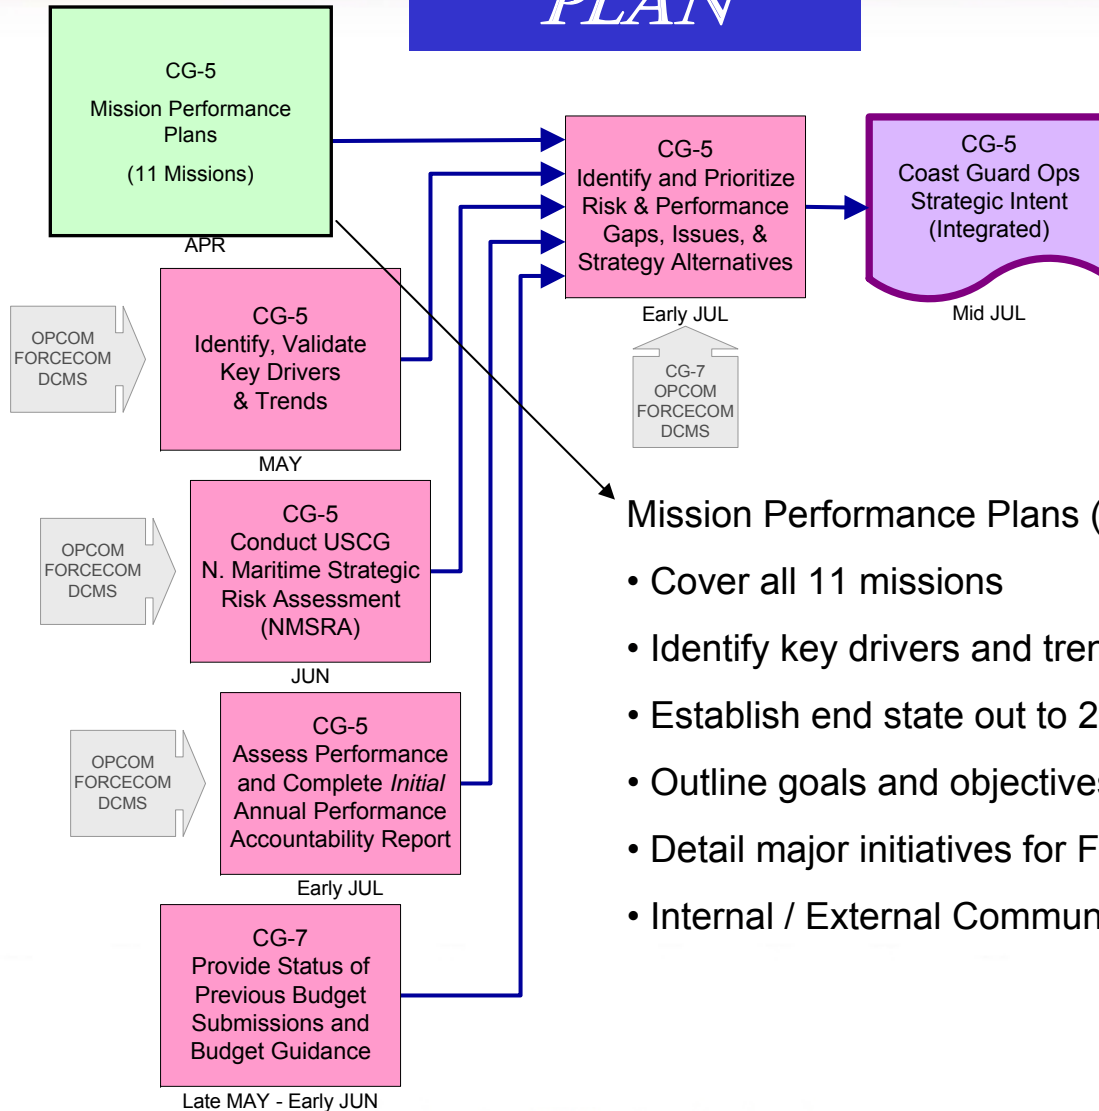 PLAN
CG-5
Mission Performance
Plans
(11 Missions)
APR
CG-5
Identify and Prioritize
Risk & Performance
Gaps, Issues, &
Strategy Alternatives
Early JUL
CG-5
Coast Guard Ops
Strategic Intent
(Integrated)
Mid JUL
OPCOM
FORCECOM
DCMS
CG-5
Identify, Validate
Key Drivers
& Trends
MAY
CG-7
OPCOM
FORCECOM
DCMS
OPCOM
FORCECOM
DCMS
CG-5
Conduct USCG
N. Maritime Strategic
Risk Assessment
(NMSRA)
JUN
OPCOM
FORCECOM
DCMS
CG-5
Assess Performance
and Complete Initial
Annual Performance
Accountability Report
Early JUL
CG-7
Provide Status of
Previous Budget
Submissions and
Budget Guidance
Late MAY - Early JUN
Mission Performance Plans (
• Cover all 11 missions
• Identify key drivers and
• Establish end state out to 2
• Outline goals and objectives
• Detail major initiatives for F
• Internal / External